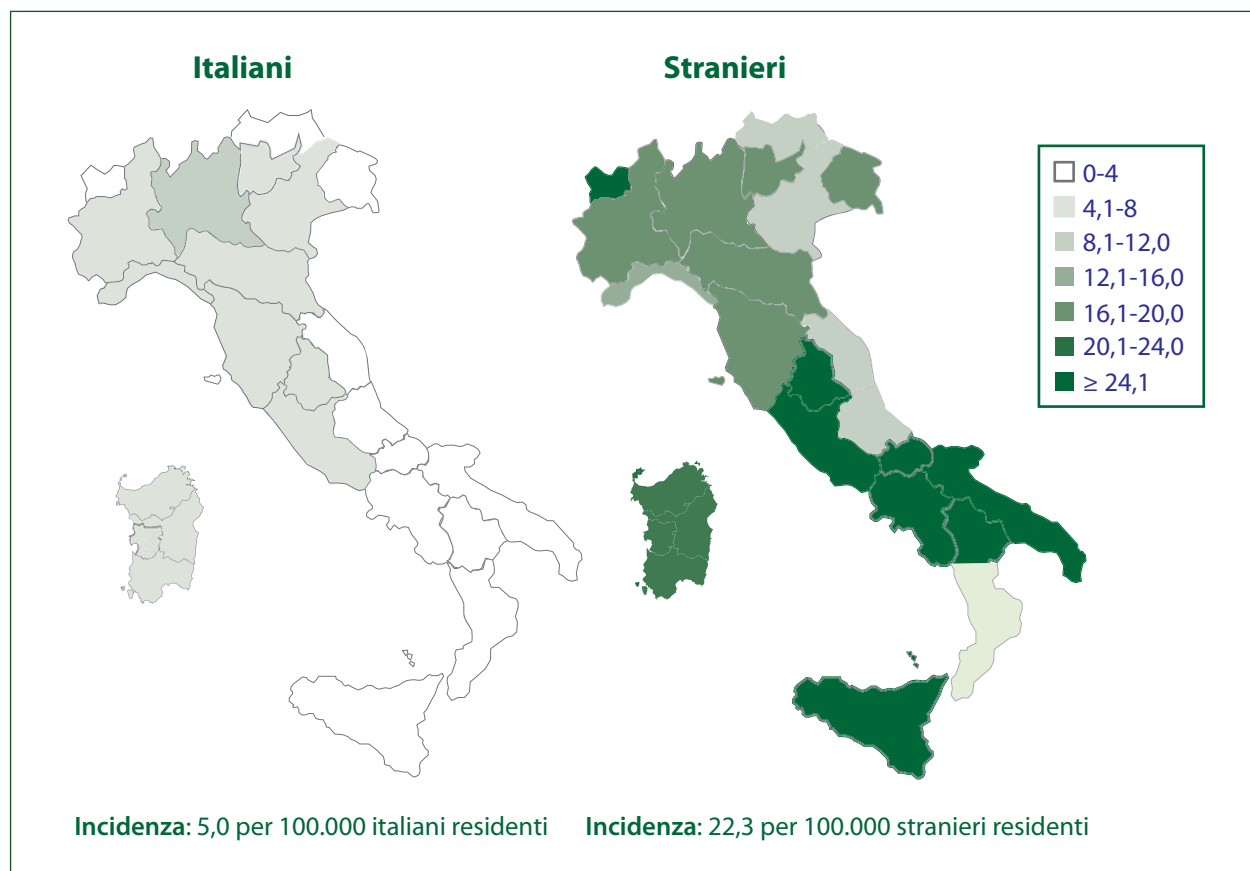 Italiani
Stranieri
0-4
4,1-8
8,1-12,0
12,1-16,0
16,1-20,0
20,1-24,0
≥ 24,1
Incidenza: 5,0 per 100.000 italiani residenti
Incidenza: 22,3 per 100.000 stranieri residenti